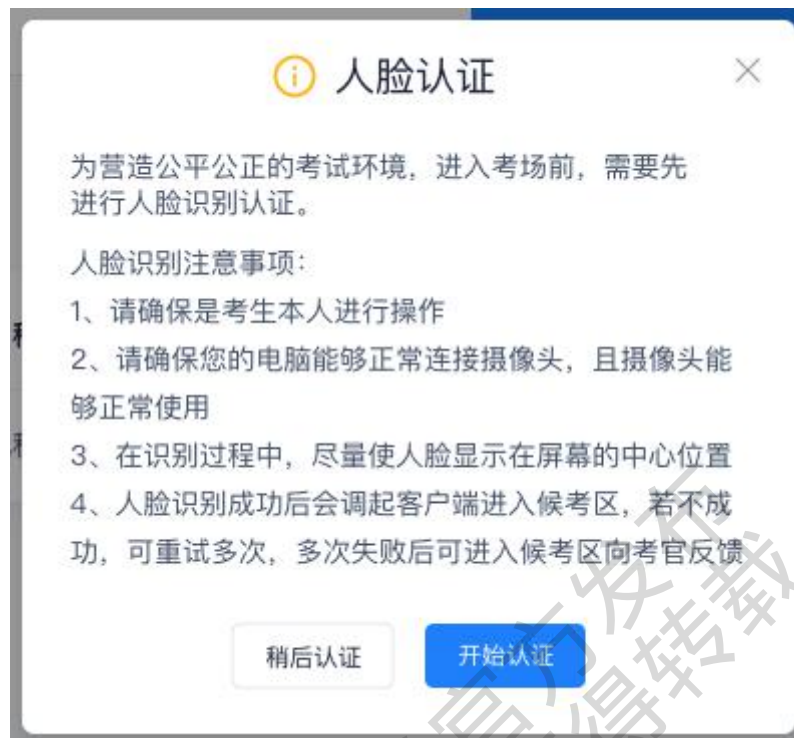 人脸认证
为营造公平公正的考试环境，进入考场前，需要先
进行人脸识别认证。
人脸识别注意事项：
1、请确保是考生本人进行操作
2、请确保您的电脑能够正常连接摄像头，且摄像头能
够正常使用
3、在识别过程中，尽量使人脸显示在屏幕的中心位置
4、人脸识别成功后会调起客户端进入候考区，若不成
功，可重试多次，多次失败后可进入候考区向考官反馈
稍后认证
开始认证
官方发布
得转载